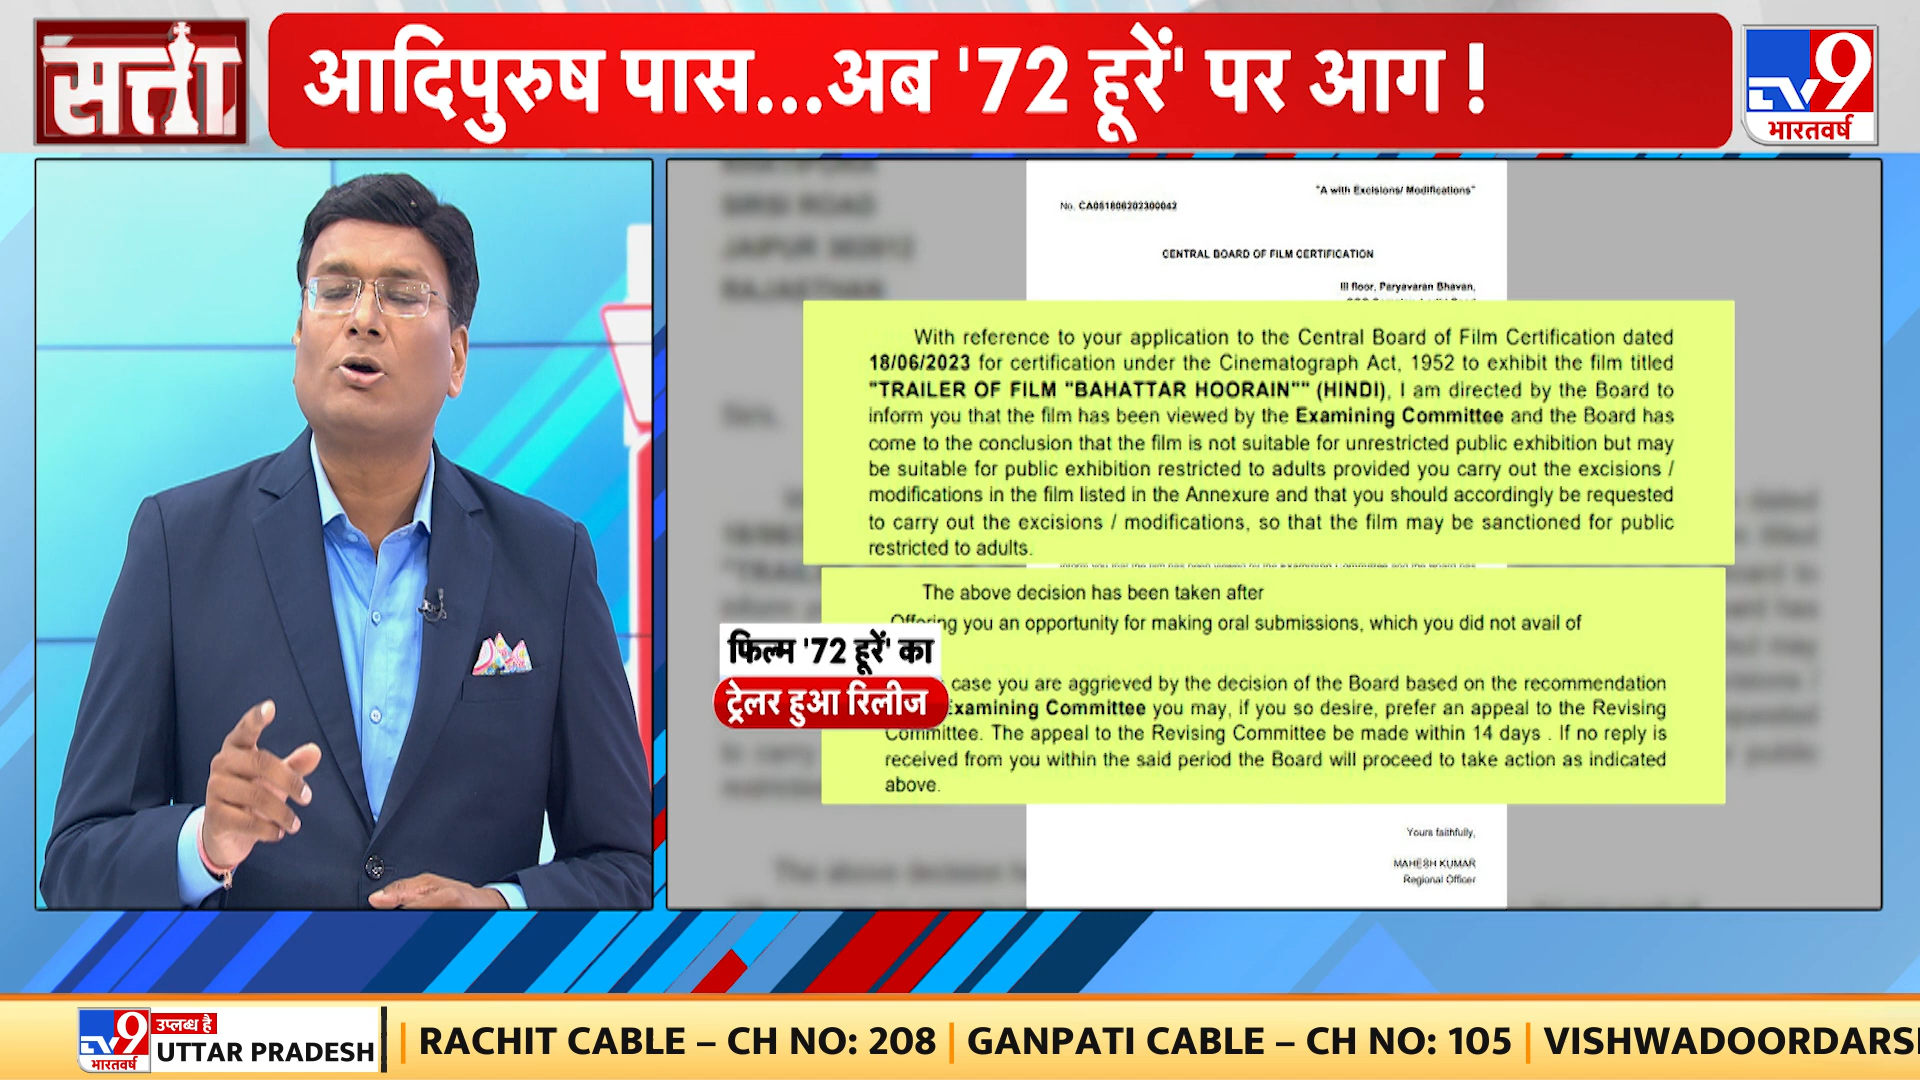 सत्ता
आदिपुरुष पास...अब '72 हूरें' पर आग !
TV9
भारतवर्ष
SIRSI ROAD
JAIPUR 302012
RAJASTHAN
"A with Excisions/ Modifications"
No. CA051806202300042
CENTRAL BOARD OF FILM CERTIFICATION
III floor, Paryavaran Bhavan,
With reference to your application to the Central Board of Film Certification dated
18/06/2023 for certification under the Cinematograph Act, 1952 to exhibit the film titled
"TRAILER OF FILM "BAHATTAR HOORAIN"" (HINDI), I am directed by the Board to
inform you that the film has been viewed by the Examining Committee and the Board has
come to the conclusion that the film is not suitable for unrestricted public exhibition but may
be suitable for public exhibition restricted to adults provided you carry out the excisions /
modifications in the film listed in the Annexure and that you should accordingly be requested
to carry out the excisions / modifications, so that the film may be sanctioned for public
restricted to adults.
The above decision has been taken after
Offering you an opportunity for making oral submissions, which you did not avail of
case you are aggrieved by the decision of the Board based on the recommendation
Examining Committee you may, if you so desire, prefer an appeal to the Revising
Committee. The appeal to the Revising Committee be made within 14 days . If no reply is
received from you within the said period the Board will proceed to take action as indicated
above.
फिल्म '72 हूरें' का
ट्रेलर हुआ रिलीज
Yours faithfully,
MAHESH KUMAR
Regional Officer
TV9
भारतवर्ष
उपलब्ध है
UTTAR PRADESH
RACHIT CABLE – CH NO: 208 | GANPATI CABLE – CH NO: 105 | VISHWADOORDARS